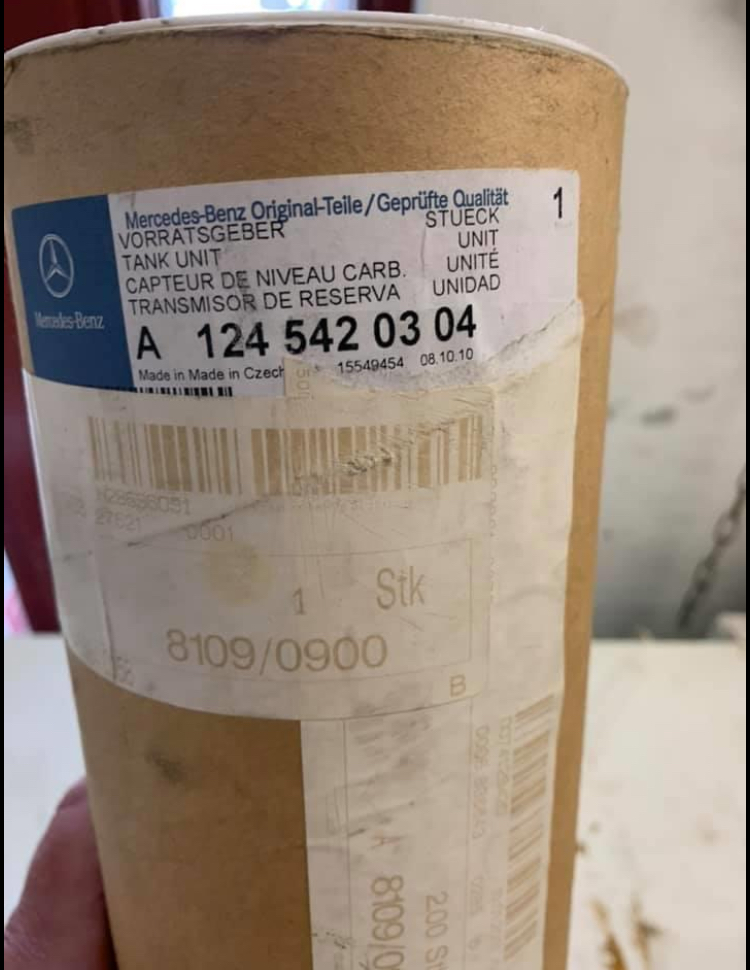 Mercedes-Benz Original-Teile/Geprüfte Qualität
1
VORRATSGEBER STUECK
TANK UNIT UNIT
CAPTEUR DE NIVEAU CARB. UNITÉ
TRANSMISOR DE RESERVA UNIDAD
Mercedes-Benz
A 124 542 03 04
Made in Made in Czech 15549454 08.10.10
0001
1 Stk
8109/0900
B
A 8109/0
200 St